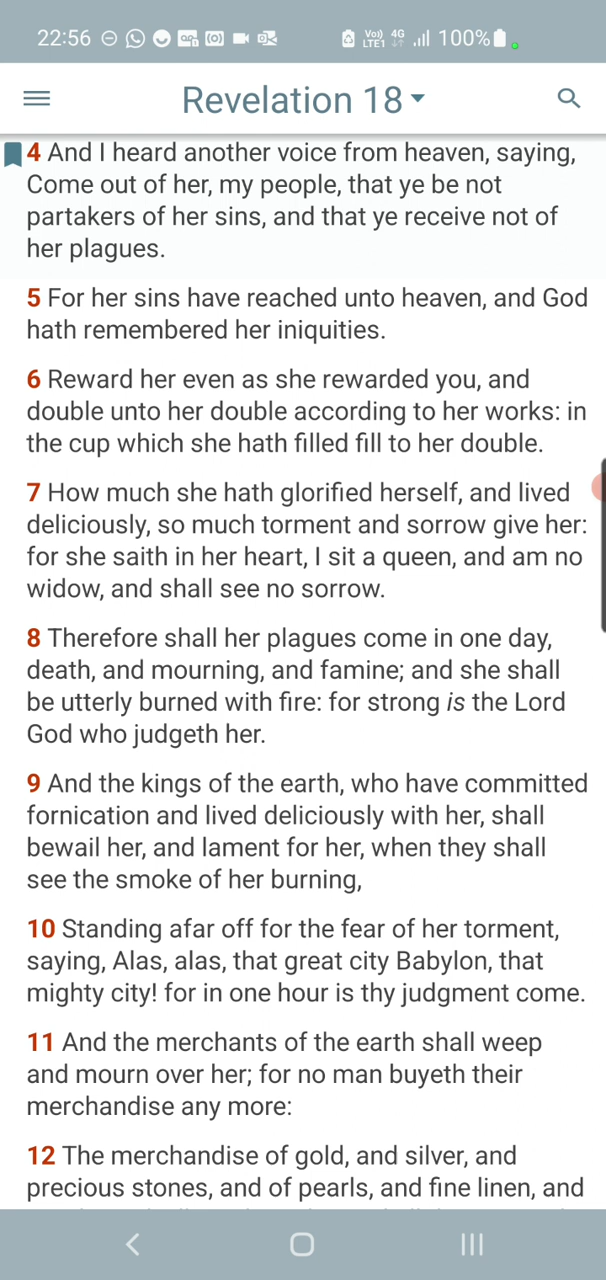 22:56
Vo)) 4G
LTE1
100%
Revelation 18
4 And I heard another voice from heaven, saying,
Come out of her, my people, that ye be not
partakers of her sins, and that ye receive not of
her plagues.
5 For her sins have reached unto heaven, and God
hath remembered her iniquities.
6 Reward her even as she rewarded you, and
double unto her double according to her works: in
the cup which she hath filled fill to her double.
7 How much she hath glorified herself, and lived
deliciously, so much torment and sorrow give her:
for she saith in her heart, I sit a queen, and am no
widow, and shall see no sorrow.
8 Therefore shall her plagues come in one day,
death, and mourning, and famine; and she shall
be utterly burned with fire: for strong is the Lord
God who judgeth her.
9 And the kings of the earth, who have committed
fornication and lived deliciously with her, shall
bewail her, and lament for her, when they shall
see the smoke of her burning,
10 Standing afar off for the fear of her torment,
saying, Alas, alas, that great city Babylon, that
mighty city! for in one hour is thy judgment come.
11 And the merchants of the earth shall weep
and mourn over her; for no man buyeth their
merchandise any more:
12 The merchandise of gold, and silver, and
precious stones, and of pearls, and fine linen, and